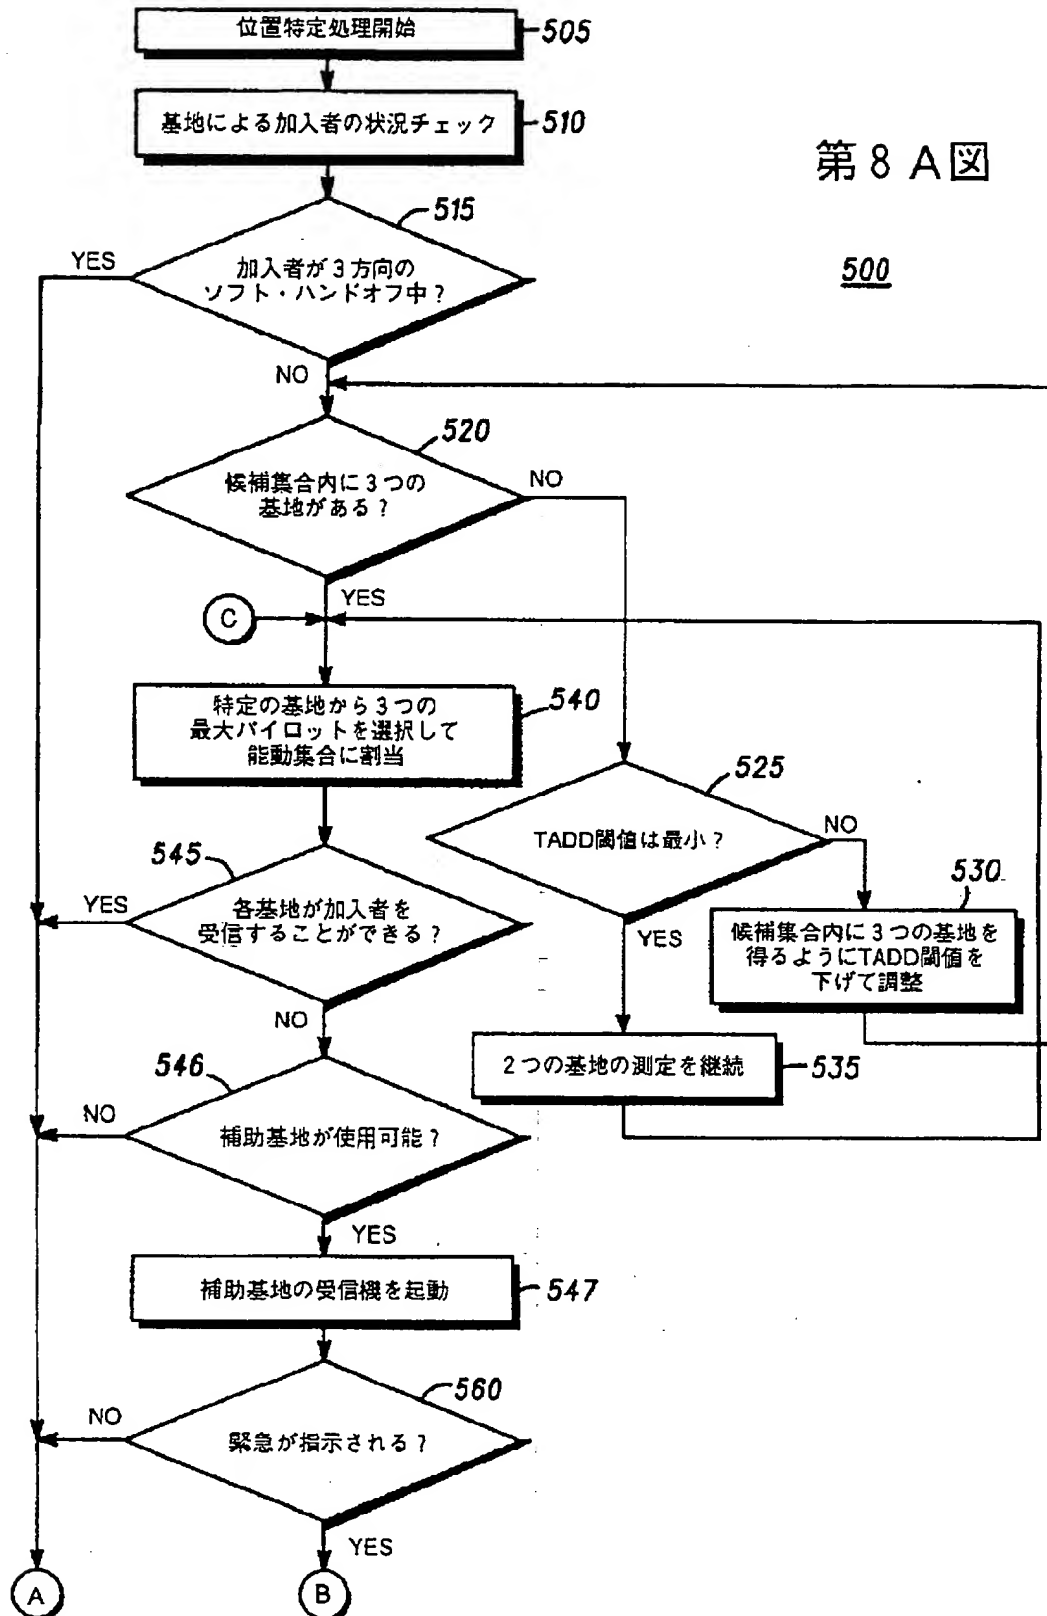 位置特定処理開始
505
基地による加入者の状況チェック
510
第8A図
500
515
YES
加入者が3方向の
ソフト・ハンドオフ中?
NO
520
候補集合内に3つの
基地がある?
NO
YES
C
特定の基地から3つの
最大パイロットを選択して
能動集合に割当
540
525
TADD閾値は最小?
NO
YES
530
候補集合内に3つの基地を
得るようにTADD閾値を
下げて調整
545
YES
各基地が加入者を
受信することができる?
NO
2つの基地の測定を継続
535
546
NO
補助基地が使用可能?
YES
補助基地の受信機を起動
547
560
NO
緊急が指示される?
YES
A
B